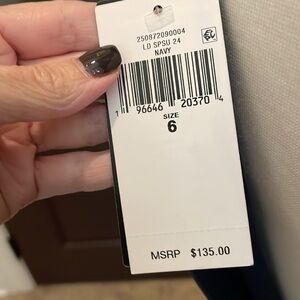 250872090004
LD SPSU 24
NAVY
1 96646 20370 4
SIZE
6
MSRP $135.00